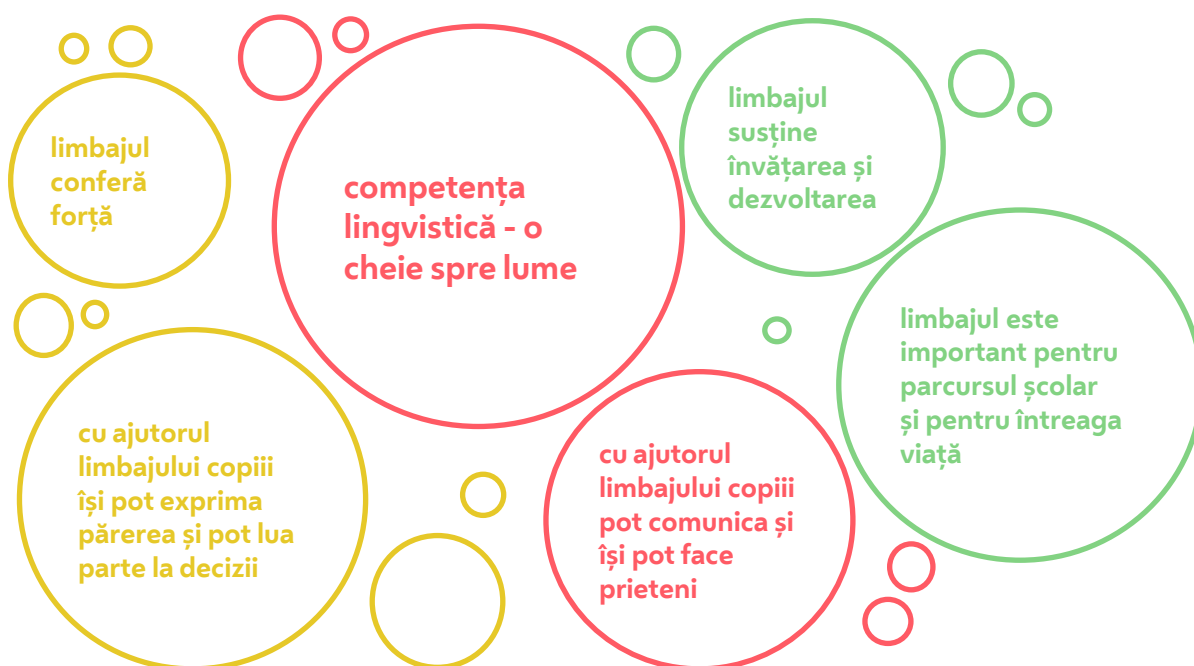 limbajul
conferă
forță
competența
lingvistică - o
cheie spre lume
limbajul
susține
învățarea și
dezvoltarea
limbajul este
important pentru
parcursul școlar
și pentru întreaga
viață
cu ajutorul
limbajului copiii
își pot exprima
părerea și pot lua
parte la decizii
cu ajutorul
limbajului copiii
pot comunica și
își pot face
prieteni